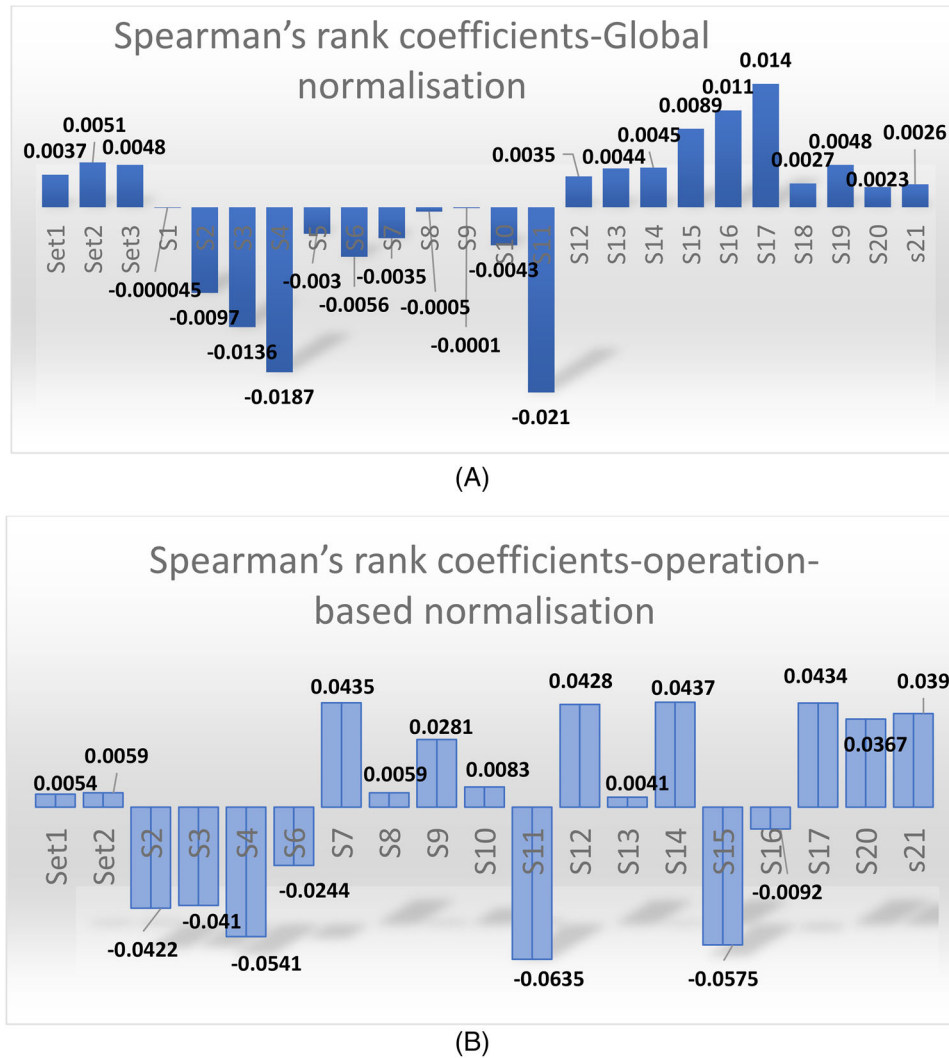 Spearman's rank coefficients-Global
normalisation
0.0037
0.0051
0.0048
-0.000045
-0.0097
-0.0136
-0.0187
-0.003
-0.0056
-0.0035
-0.0005
-0.0001
-0.0043
-0.021
0.0035
0.0044
0.0045
0.0089
0.011
0.014
0.0027
0.0048
0.0023
0.0026
Set1
Set2
Set3
S1
S2
S3
S4
S5
S6
S7
S8
S9
S10
S11
S12
S13
S14
S15
S16
S17
S18
S19
S20
s21
(A)
Spearman's rank coefficients-operation-
based normalisation
0.0054
0.0059
-0.0422
-0.041
-0.0541
-0.0244
0.0435
0.0059
0.0281
0.0083
-0.0635
0.0428
0.0041
0.0437
-0.0575
-0.0092
0.0434
0.0367
0.039
Set1
Set2
S2
S3
S4
S6
S7
S8
S9
S10
S11
S12
S13
S14
S15
S16
S17
S20
s21
(B)